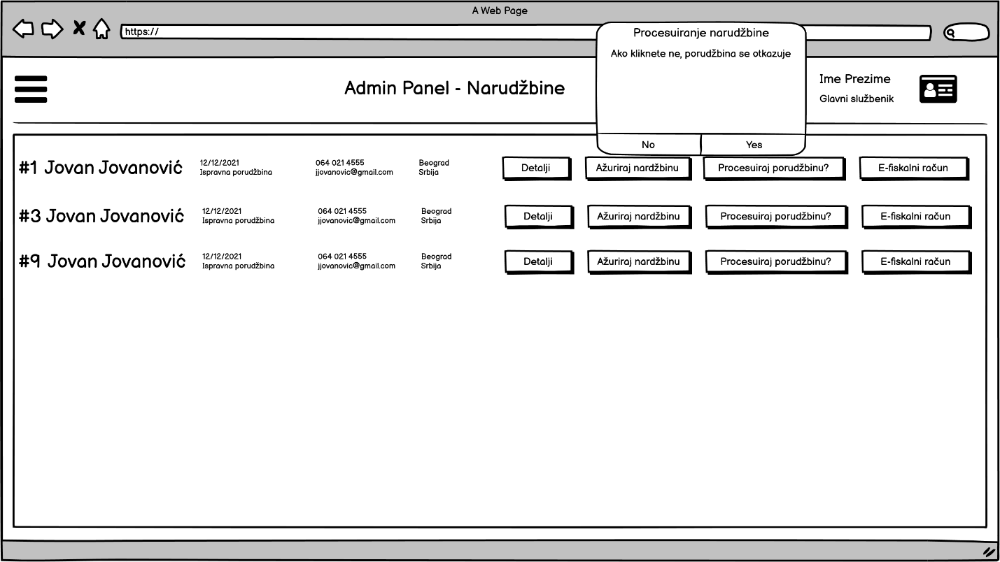 A Web Page
https://
Procesuiranje narudžbine
Ako kliknete ne, porudžbina se otkazuje
No
Yes
Admin Panel - Narudžbine
Ime Prezime
Glavni službenik
#1 Jovan Jovanović
12/12/2021
Ispravna porudžbina
064 021 4555
jjovanovic@gmail.com
Beograd
Srbija
Detalji
Ažuriraj nardžbinu
Procesuiraj porudžbinu?
E-fiskalni račun
#3 Jovan Jovanović
12/12/2021
Ispravna porudžbina
064 021 4555
jjovanovic@gmail.com
Beograd
Srbija
Detalji
Ažuriraj nardžbinu
Procesuiraj porudžbinu?
E-fiskalni račun
#9 Jovan Jovanović
12/12/2021
Ispravna porudžbina
064 021 4555
jjovanovic@gmail.com
Beograd
Srbija
Detalji
Ažuriraj nardžbinu
Procesuiraj porudžbinu?
E-fiskalni račun